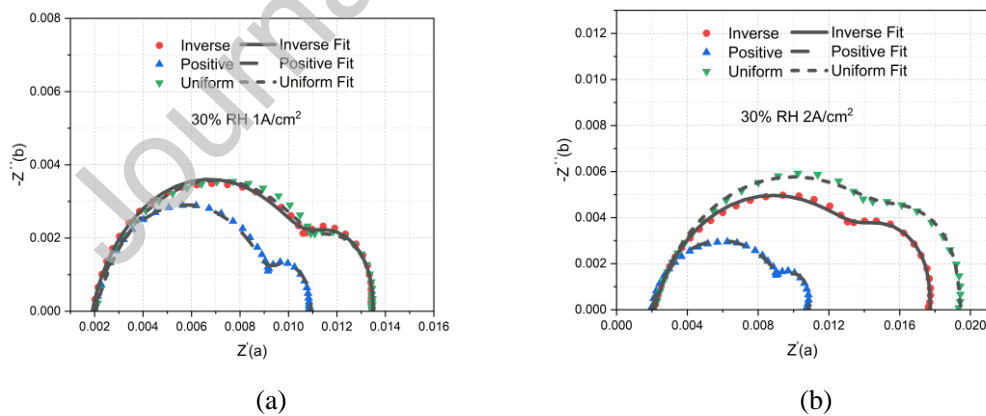 0.008
0.006
0.004
0.002
0.000
-Z´´(b)
Inverse
Positive
Uniform
Inverse Fit
Positive Fit
Uniform Fit
30% RH 1A/cm²
0.002 0.004 0.006 0.008 0.010 0.012 0.014 0.016
Z´(a)
(a)
0.012
0.010
0.008
0.006
0.004
0.002
0.000
-Z´´(b)
Inverse
Positive
Uniform
Inverse Fit
Positive Fit
Uniform Fit
30% RH 2A/cm²
0.000 0.004 0.008 0.012 0.016 0.020
Z´(a)
(b)
Journa